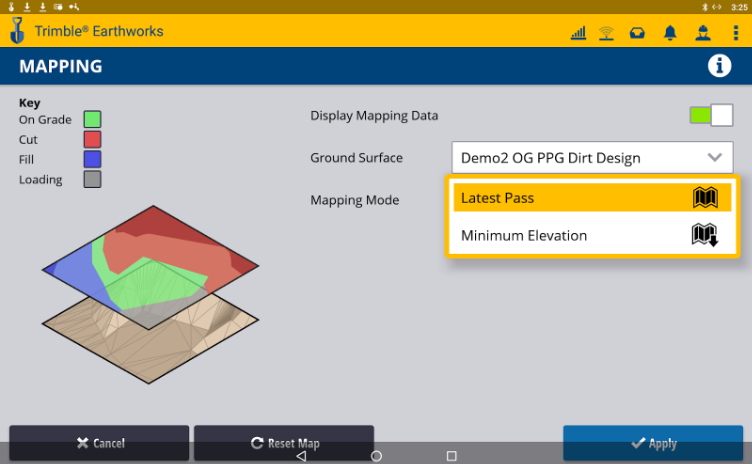 3:25
Trimble® Earthworks
MAPPING
Key
On Grade
Cut
Fill
Loading
Display Mapping Data
Ground Surface
Demo2 OG PPG Dirt Design
Mapping Mode
Latest Pass
Minimum Elevation
Cancel
Reset Map
Apply